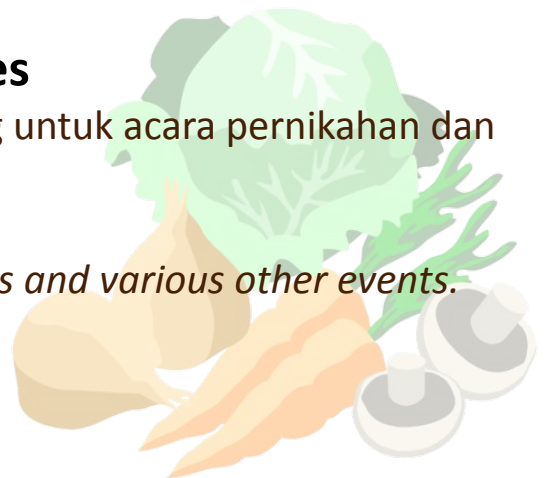 es
g untuk acara pernikahan dan
s and various other events.